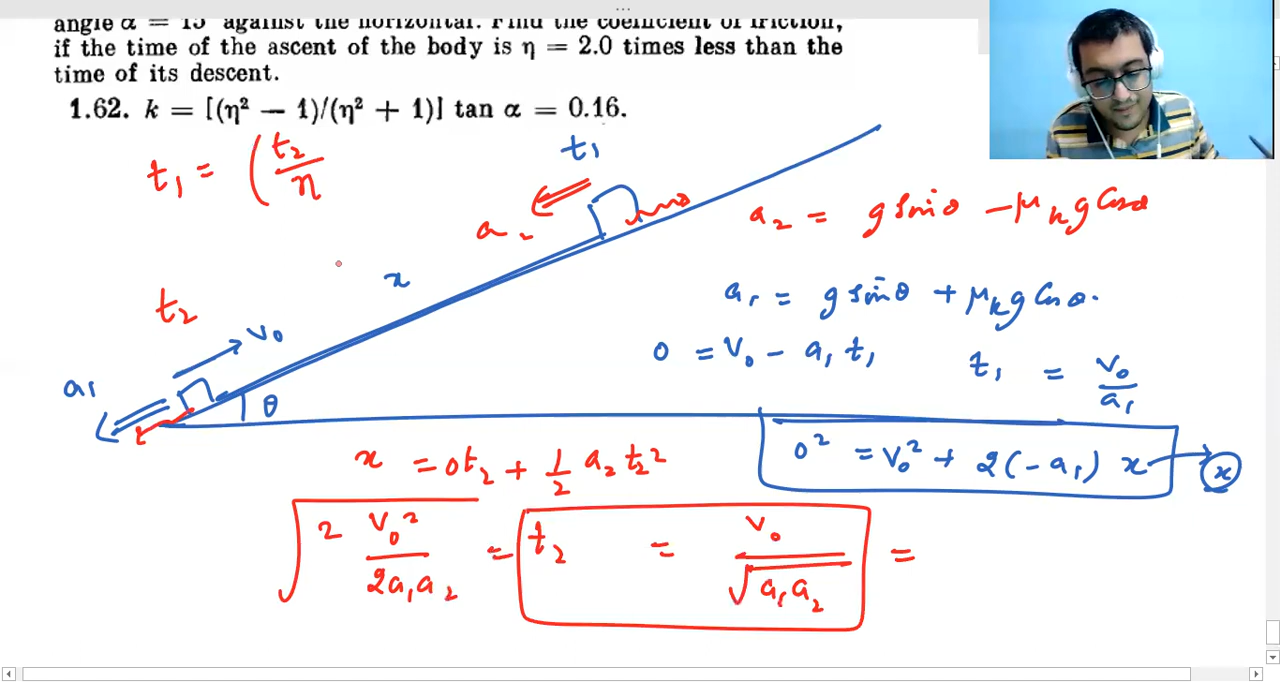 angle α = 15° against the horizontal. Find the coefficient of friction,
if the time of the ascent of the body is η = 2.0 times less than the
time of its descent.
1.62. k = [(η² − 1)/(η² + 1)] tan α = 0.16.
t₁ = (t₂/η
t₁
a₂
a₂ = g sinθ − μₖg cosθ
x
a₁ = g sinθ + μₖg cosθ.
t₂
v₀
0 = v₀ − a₁t₁
t₁ = v₀/a₁
a₁
θ
0² = v₀² + 2(−a₁) x → x
x = 0t₂ + 1/2 a₂t₂²
√(2 v₀²/2a₁a₂) = t₂ = v₀/√(a₁a₂) =